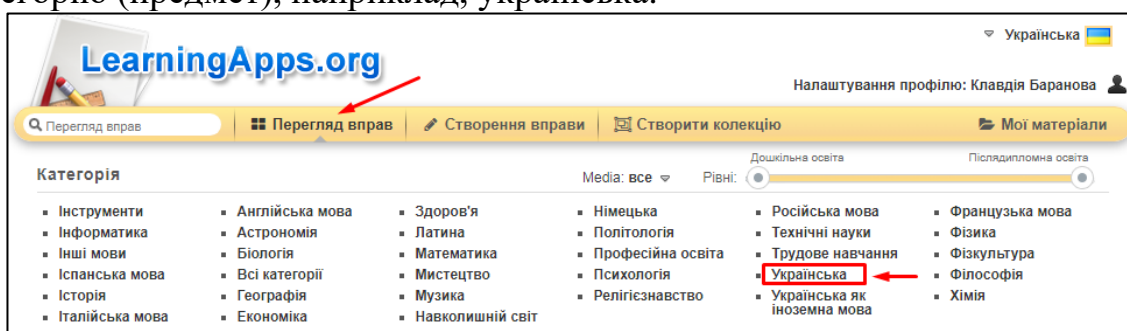 (предмет), наприклад, українська.
Українська
LearningApps.org
Налаштування профілю: Клавдія Баранова
Перегляд вправ
Перегляд вправ
Створення вправи
Створити колекцію
Мої матеріали
Дошкільна освіта
Післядипломна освіта
Категорія
Media: все
Рівні:
Інструменти
Інформатика
Інші мови
Іспанська мова
Історія
Італійська мова
Англійська мова
Астрономія
Біологія
Всі категорії
Географія
Економіка
Здоров'я
Латина
Математика
Мистецтво
Музика
Навколишній світ
Німецька
Політологія
Професійна освіта
Психологія
Релігієзнавство
Російська мова
Технічні науки
Трудове навчання
Українська
Українська як
іноземна мова
Французька мова
Фізика
Фізкультура
Філософія
Хімія